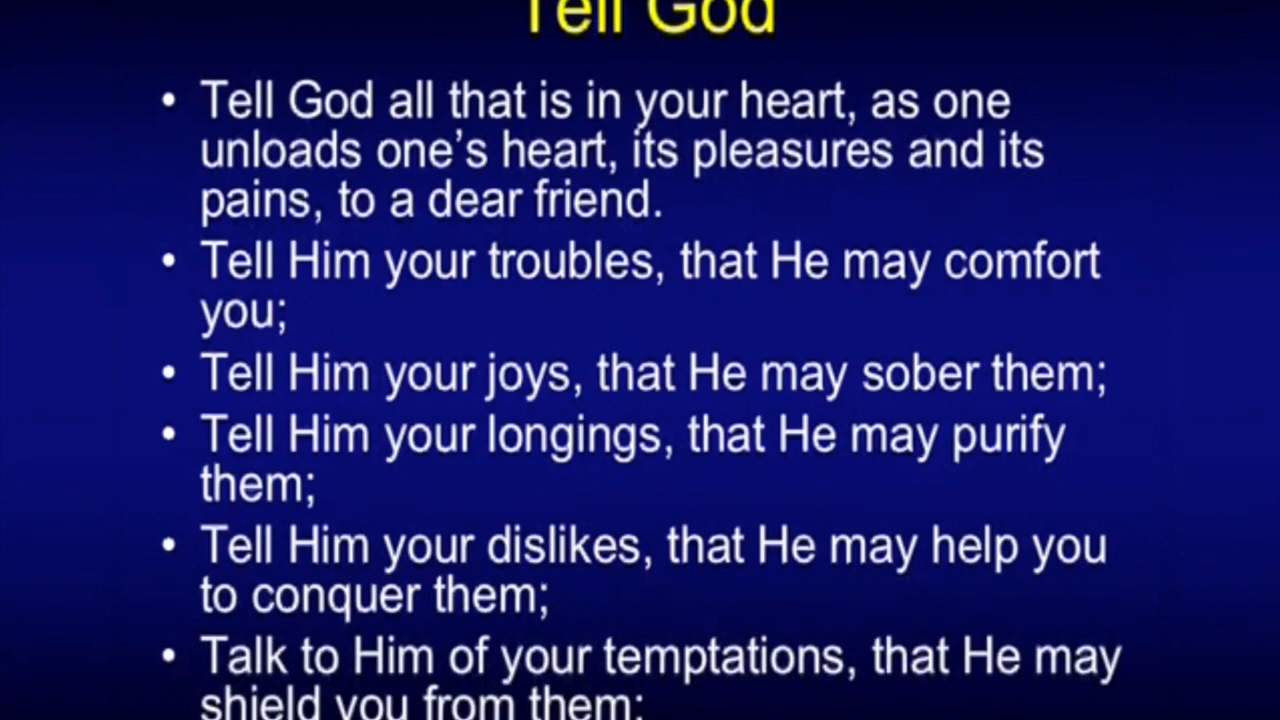 Tell God
• Tell God all that is in your heart, as one
unloads one’s heart, its pleasures and its
pains, to a dear friend.
• Tell Him your troubles, that He may comfort
you;
• Tell Him your joys, that He may sober them;
• Tell Him your longings, that He may purify
them;
• Tell Him your dislikes, that He may help you
to conquer them;
• Talk to Him of your temptations, that He may
shield you from them;